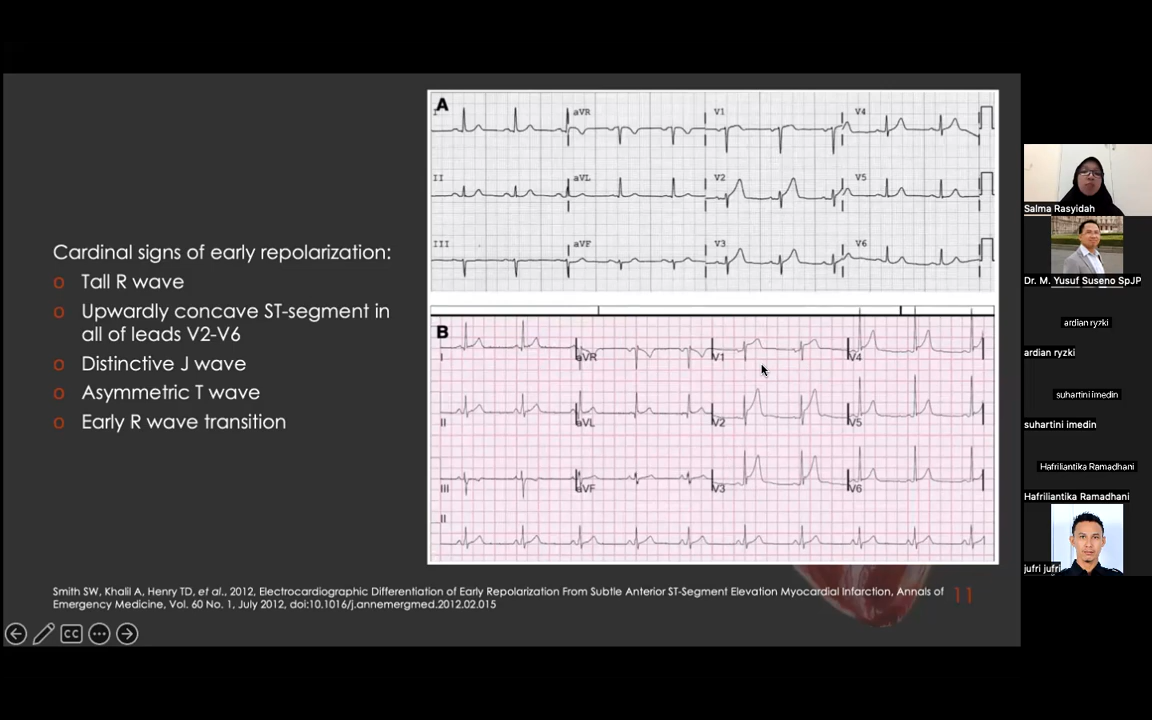 Cardinal signs of early repolarization:
o Tall R wave
o Upwardly concave ST-segment in
all of leads V2-V6
o Distinctive J wave
o Asymmetric T wave
o Early R wave transition
A
I aVR V1 V4
II aVL V2 V5
III aVF V3 V6
B
I aVR V1 V4
II aVL V2 V5
III aVF V3 V6
II
Smith SW, Khalil A, Henry TD, et al., 2012, Electrocardiographic Differentiation of Early Repolarization From Subtle Anterior ST-Segment Elevation Myocardial Infarction, Annals of
Emergency Medicine, Vol. 60 No. 1, July 2012, doi:10.1016/j.annemergmed.2012.02.015
11
CC
Salma Rasyidah
Dr. M. Yusuf Suseno SpJP
ardian ryzki
ardian ryzki
suhartini imedin
suhartini imedin
Hafriliantika Ramadhani
Hafriliantika Ramadhani
jufri jufri